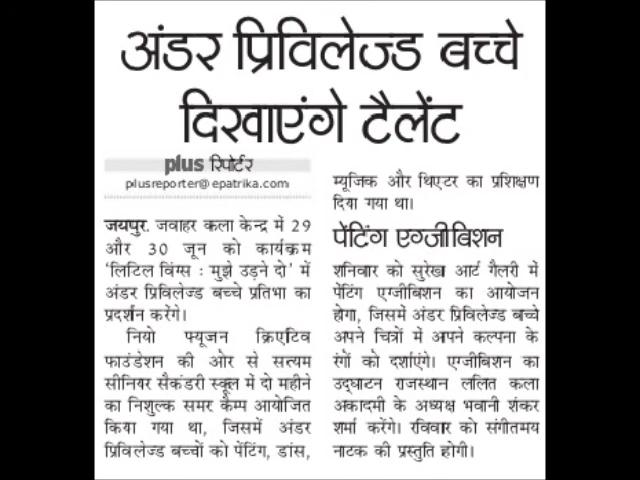 अंडर प्रिविलेज्ड बच्चे
दिखाएंगे टैलेंट
plus रिपोर्टर
plusreporter@epatrika.com
जयपुर. जवाहर कला केन्द्र में 29
और 30 जून को कार्यक्रम
'लिटिल विंग्स : मुझे उड़ने दो' में
अंडर प्रिविलेज्ड बच्चे प्रतिभा का
प्रदर्शन करेंगे।
नियो फ्यूजन क्रिएटिव
फाउंडेशन की ओर से सत्यम
सीनियर सैकंडरी स्कूल में दो महीने
का निशुल्क समर कैम्प आयोजित
किया गया था, जिसमें अंडर
प्रिविलेज्ड बच्चों को पेंटिंग, डांस,
म्यूजिक और थिएटर का प्रशिक्षण
दिया गया था।
पेंटिंग एग्जीबिशन
शनिवार को सुरेख आर्ट गैलरी में
पेंटिंग एग्जीबिशन का आयोजन
होगा, जिसमें अंडर प्रिविलेज्ड बच्चे
अपने चित्रों में अपने कल्पना के
रंगों को दर्शाएंगे। एग्जीबिशन का
उद्घाटन राजस्थान ललित कला
अकादमी के अध्यक्ष भवानी शंकर
शर्मा करेंगे। रविवार को संगीतमय
नाटक की प्रस्तुति होगी।